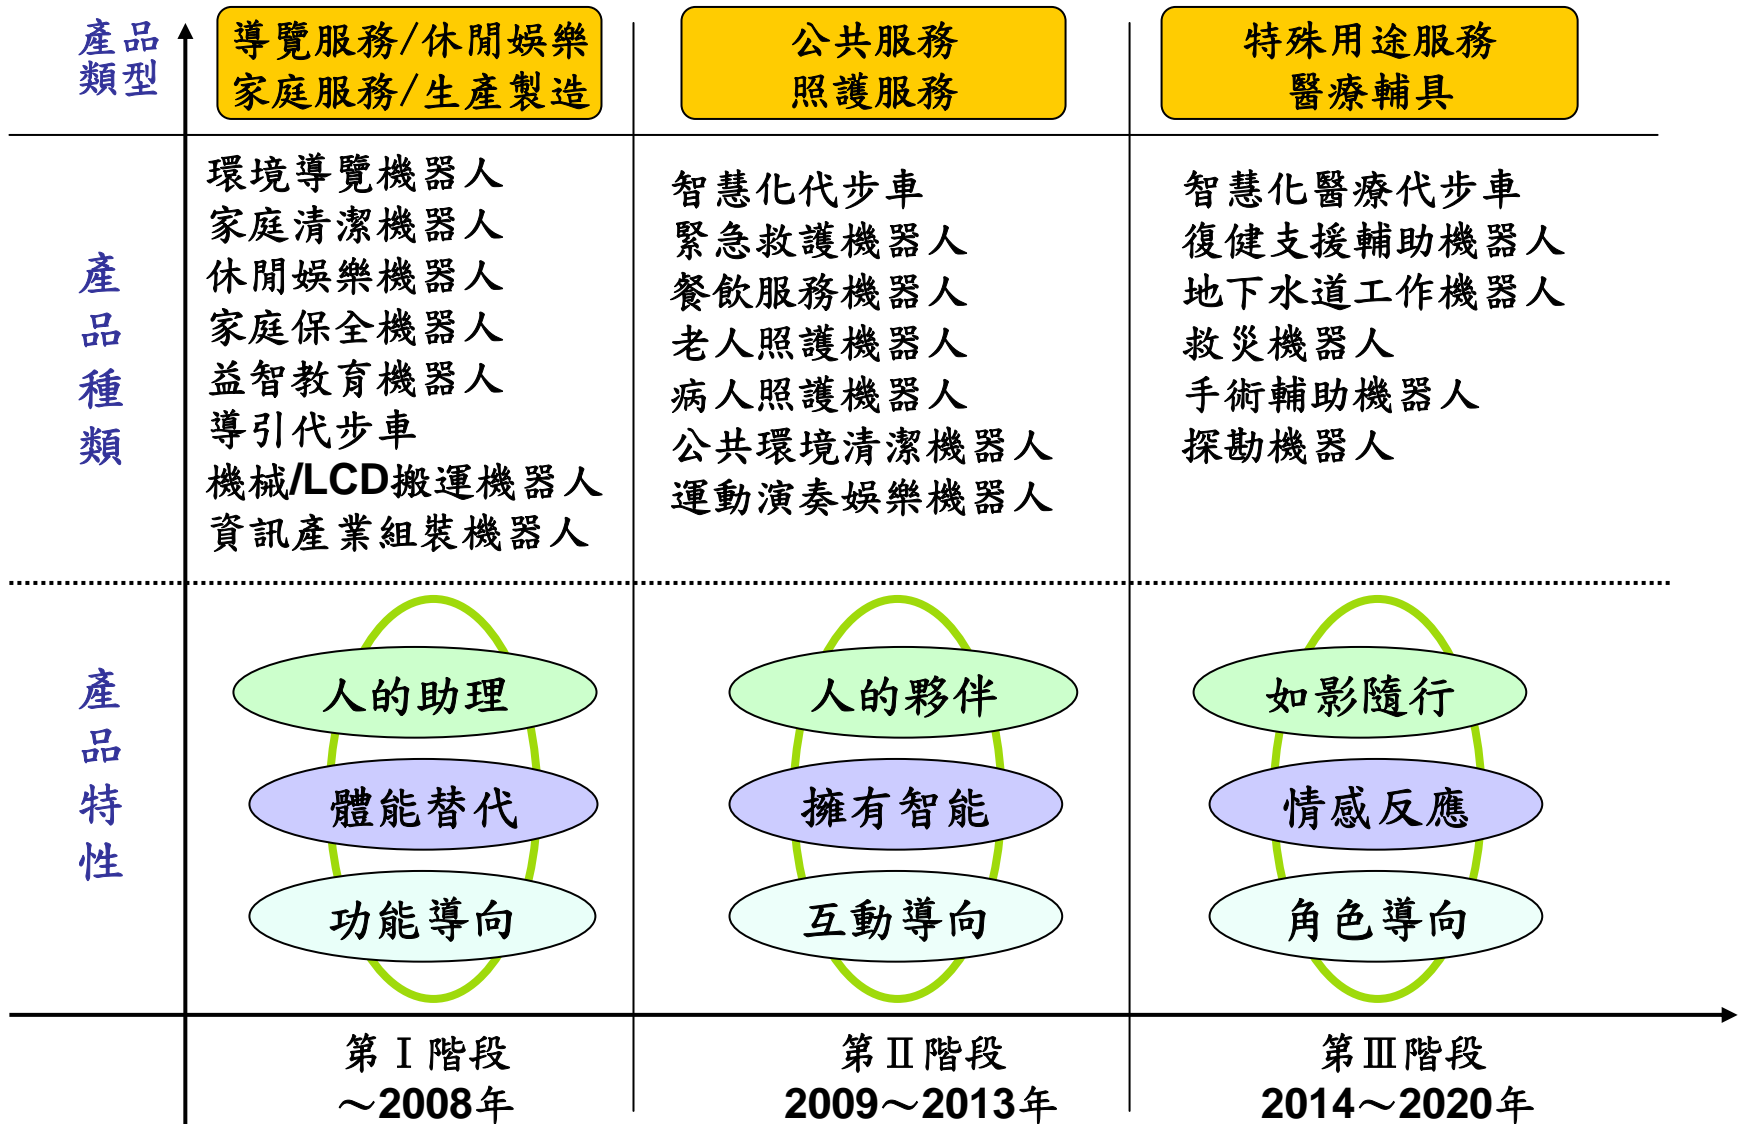 產品
類型
導覽服務/休閒娛樂
家庭服務/生產製造
公共服務
照護服務
特殊用途服務
醫療輔具
產
品
種
類
環境導覽機器人
家庭清潔機器人
休閒娛樂機器人
家庭保全機器人
益智教育機器人
導引代步車
機械/LCD搬運機器人
資訊產業組裝機器人
智慧化代步車
緊急救護機器人
餐飲服務機器人
老人照護機器人
病人照護機器人
公共環境清潔機器人
運動演奏娛樂機器人
智慧化醫療代步車
復健支援輔助機器人
地下水道工作機器人
救災機器人
手術輔助機器人
探勘機器人
產
品
特
性
人的助理
體能替代
功能導向
人的夥伴
擁有智能
互動導向
如影隨行
情感反應
角色導向
第Ⅰ階段
～2008年
第Ⅱ階段
2009～2013年
第Ⅲ階段
2014～2020年